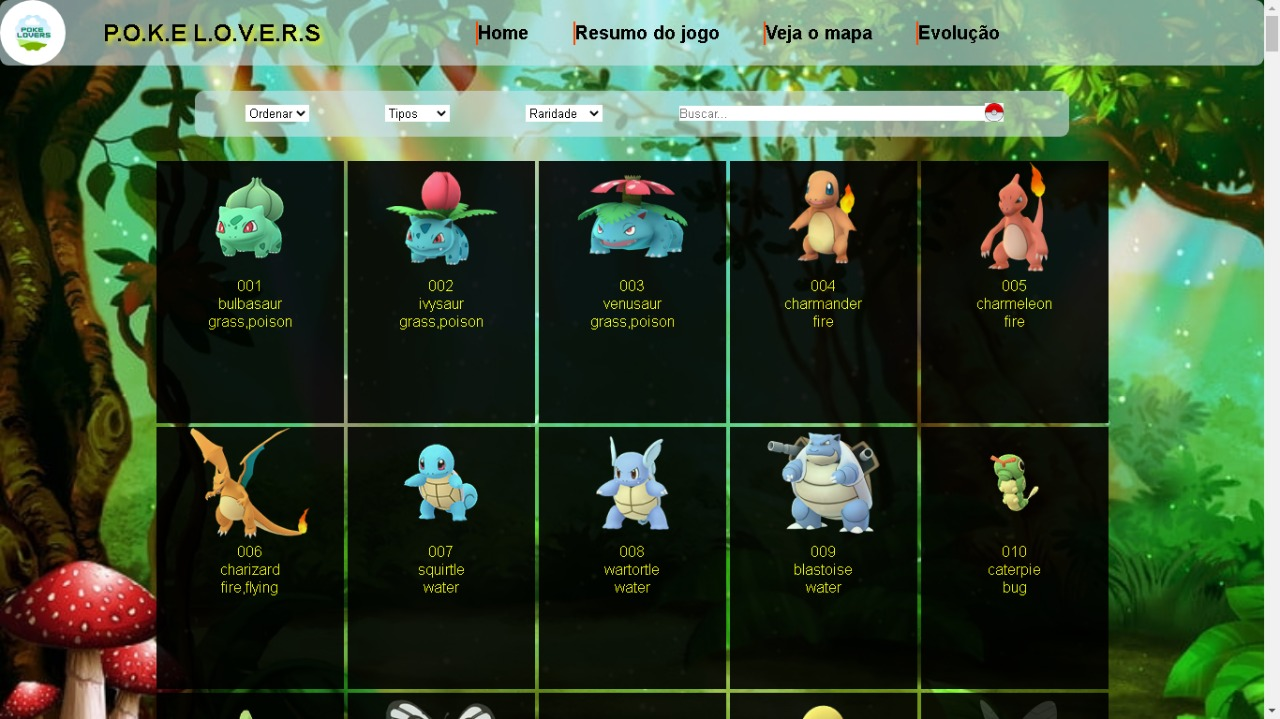 POKE
LOVERS
P.O.K.E L.O.V.E.R.S
Home
Resumo do jogo
Veja o mapa
Evolução
Ordenar
Tipos
Raridade
Buscar...
001
bulbasaur
grass,poison
002
ivysaur
grass,poison
003
venusaur
grass,poison
004
charmander
fire
005
charmeleon
fire
006
charizard
fire,flying
007
squirtle
water
008
wartortle
water
009
blastoise
water
010
caterpie
bug